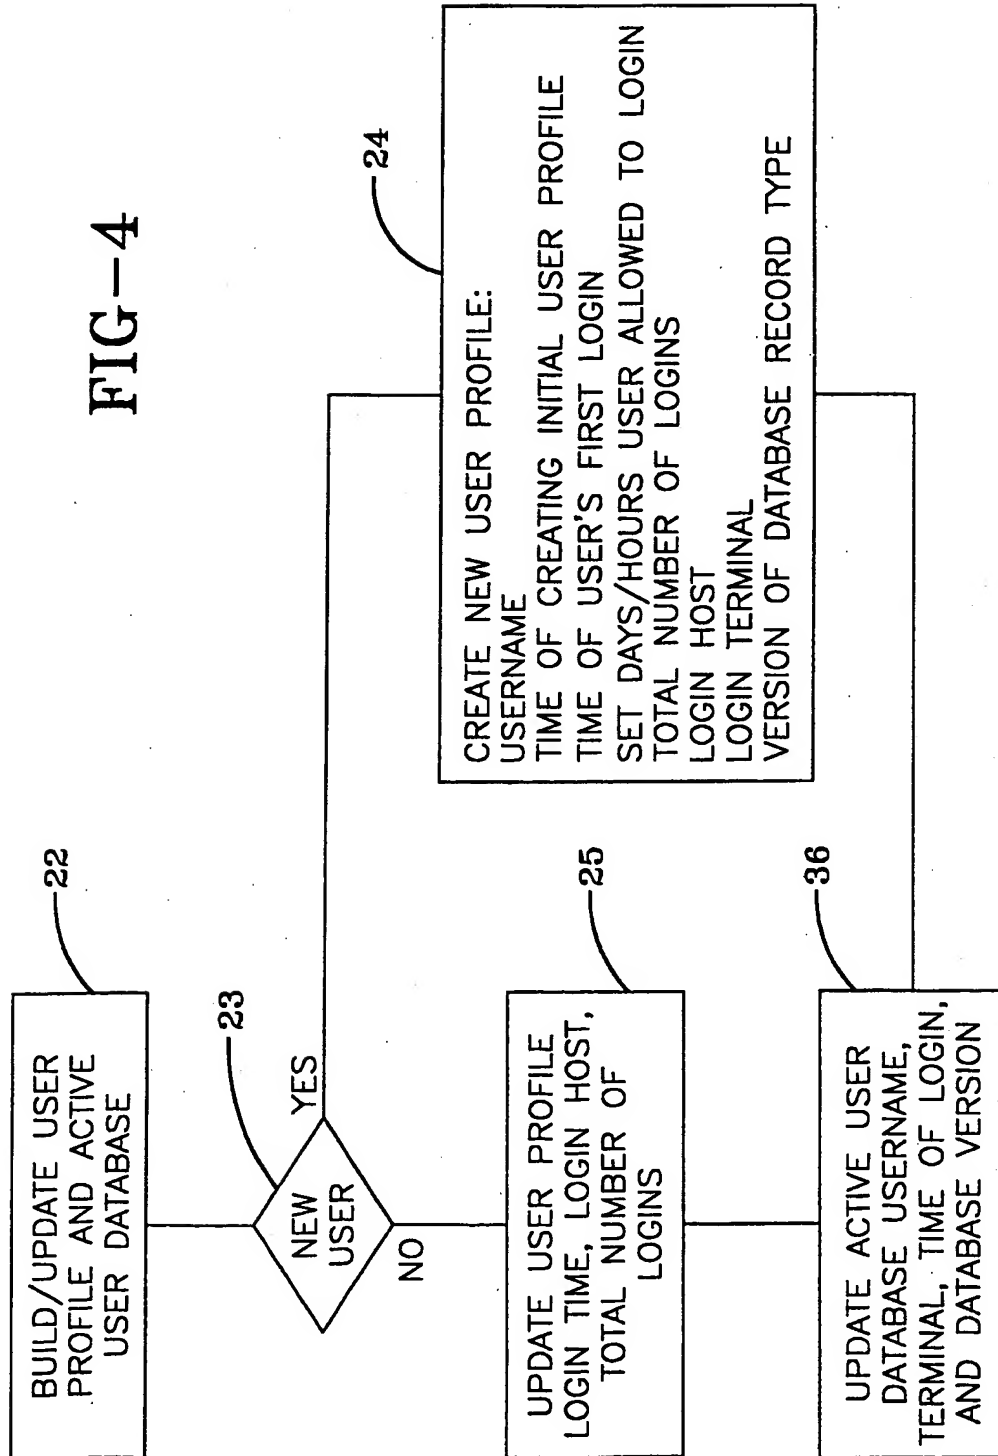 FIG-4
22
BUILD/UPDATE USER
PROFILE AND ACTIVE
USER DATABASE
23
NEW
USER
YES
NO
24
CREATE NEW USER PROFILE:
USERNAME
TIME OF CREATING INITIAL USER PROFILE
TIME OF USER'S FIRST LOGIN
SET DAYS/HOURS USER ALLOWED TO LOGIN
TOTAL NUMBER OF LOGINS
LOGIN HOST
LOGIN TERMINAL
VERSION OF DATABASE RECORD TYPE
25
UPDATE USER PROFILE
LOGIN TIME, LOGIN HOST,
TOTAL NUMBER OF
LOGINS
36
UPDATE ACTIVE USER
DATABASE USERNAME,
TERMINAL, TIME OF LOGIN,
AND DATABASE VERSION